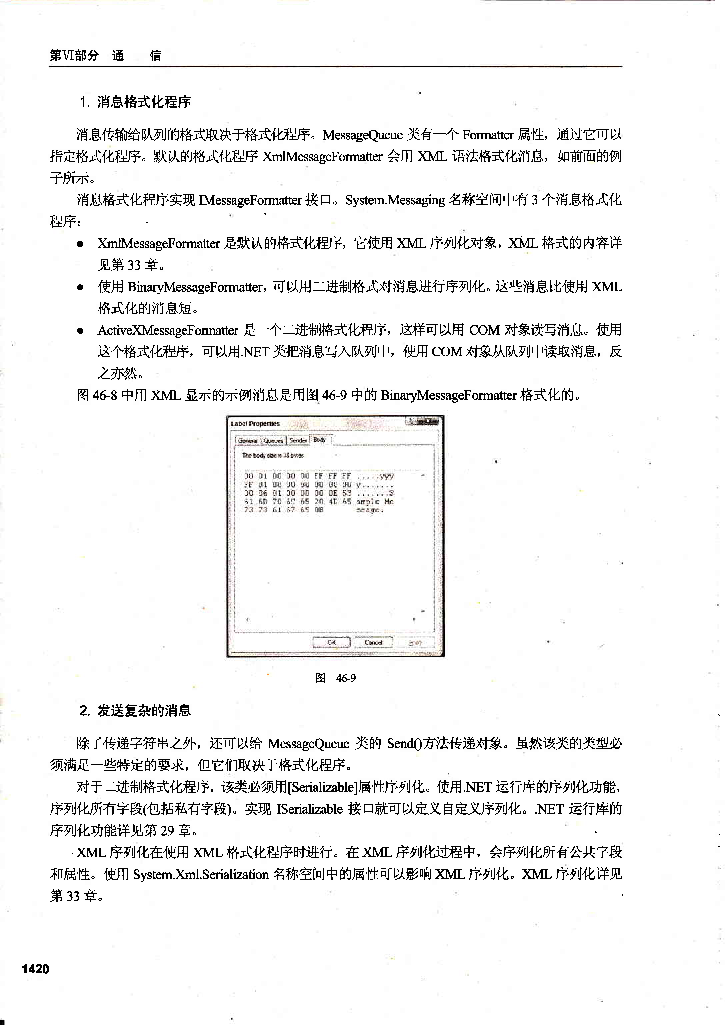 第Ⅵ部分 通 信
1. 消息格式化程序
消息传输给队列的格式取决于格式化程序。MessageQueue 类有一个 Formatter 属性，通过它可以
指定格式化程序。默认的格式化程序 XmlMessageFormatter 会用 XML 语法格式化消息，如前面的例
子所示。
消息格式化程序实现 IMessageFormatter 接口。System.Messaging 名称空间中有 3 个消息格式化
程序：
● XmlMessageFormatter 是默认的格式化程序，它使用 XML 序列化对象，XML 格式的内容详
见第 33 章。
● 使用 BinaryMessageFormatter，可以用二进制格式对消息进行序列化。这些消息比使用 XML
格式化的消息短。
● ActiveXMessageFormatter 是一个二进制格式化程序，这样可以用 COM 对象读写消息。使用
这个格式化程序，可以用.NET 类把消息写入队列中，使用 COM 对象从队列中读取消息，反
之亦然。
图 46-8 中用 XML 显示的示例消息是用图 46-9 中的 BinaryMessageFormatter 格式化的。
Label Properties
General Queues Sender Body
The body size is 38 bytes
00 01 00 00 00 FF FF FF .....yyy
FF 01 00 00 00 00 00 00 y.......
00 06 01 00 00 00 0E 53 .......S
61 6D 70 6C 65 20 4D 65 ample Me
73 73 61 67 65 0B ssage.
OK Cancel
图 46-9
2. 发送复杂的消息
除了传递字符串之外，还可以给 MessageQueue 类的 Send()方法传递对象。虽然该类的类型必
须满足一些特定的要求，但它们取决于格式化程序。
对于二进制格式化程序，该类必须用[Serializable]属性序列化。使用.NET 运行库的序列化功能，
序列化所有字段(包括私有字段)。实现 ISerializable 接口就可以定义自定义序列化。.NET 运行库的
序列化功能详见第 29 章。
XML 序列化在使用 XML 格式化程序时进行。在 XML 序列化过程中，会序列化所有公共字段
和属性。使用 System.Xml.Serialization 名称空间中的属性可以影响 XML 序列化。XML 序列化详见
第 33 章。
1420